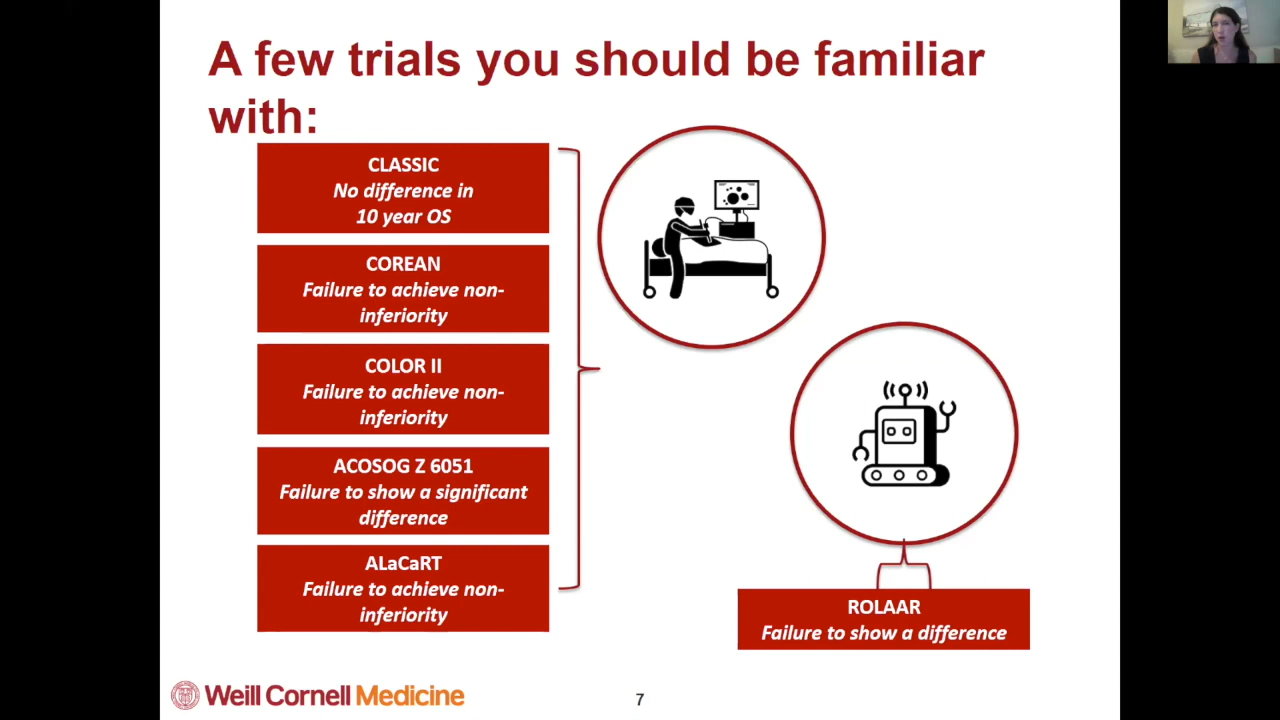 A few trials you should be familiar
with:
CLASSIC
No difference in
10 year OS
COREAN
Failure to achieve non-
inferiority
COLOR II
Failure to achieve non-
inferiority
ACOSOG Z 6051
Failure to show a significant
difference
ALaCaRT
Failure to achieve non-
inferiority
ROLAAR
Failure to show a difference
Weill Cornell Medicine
7